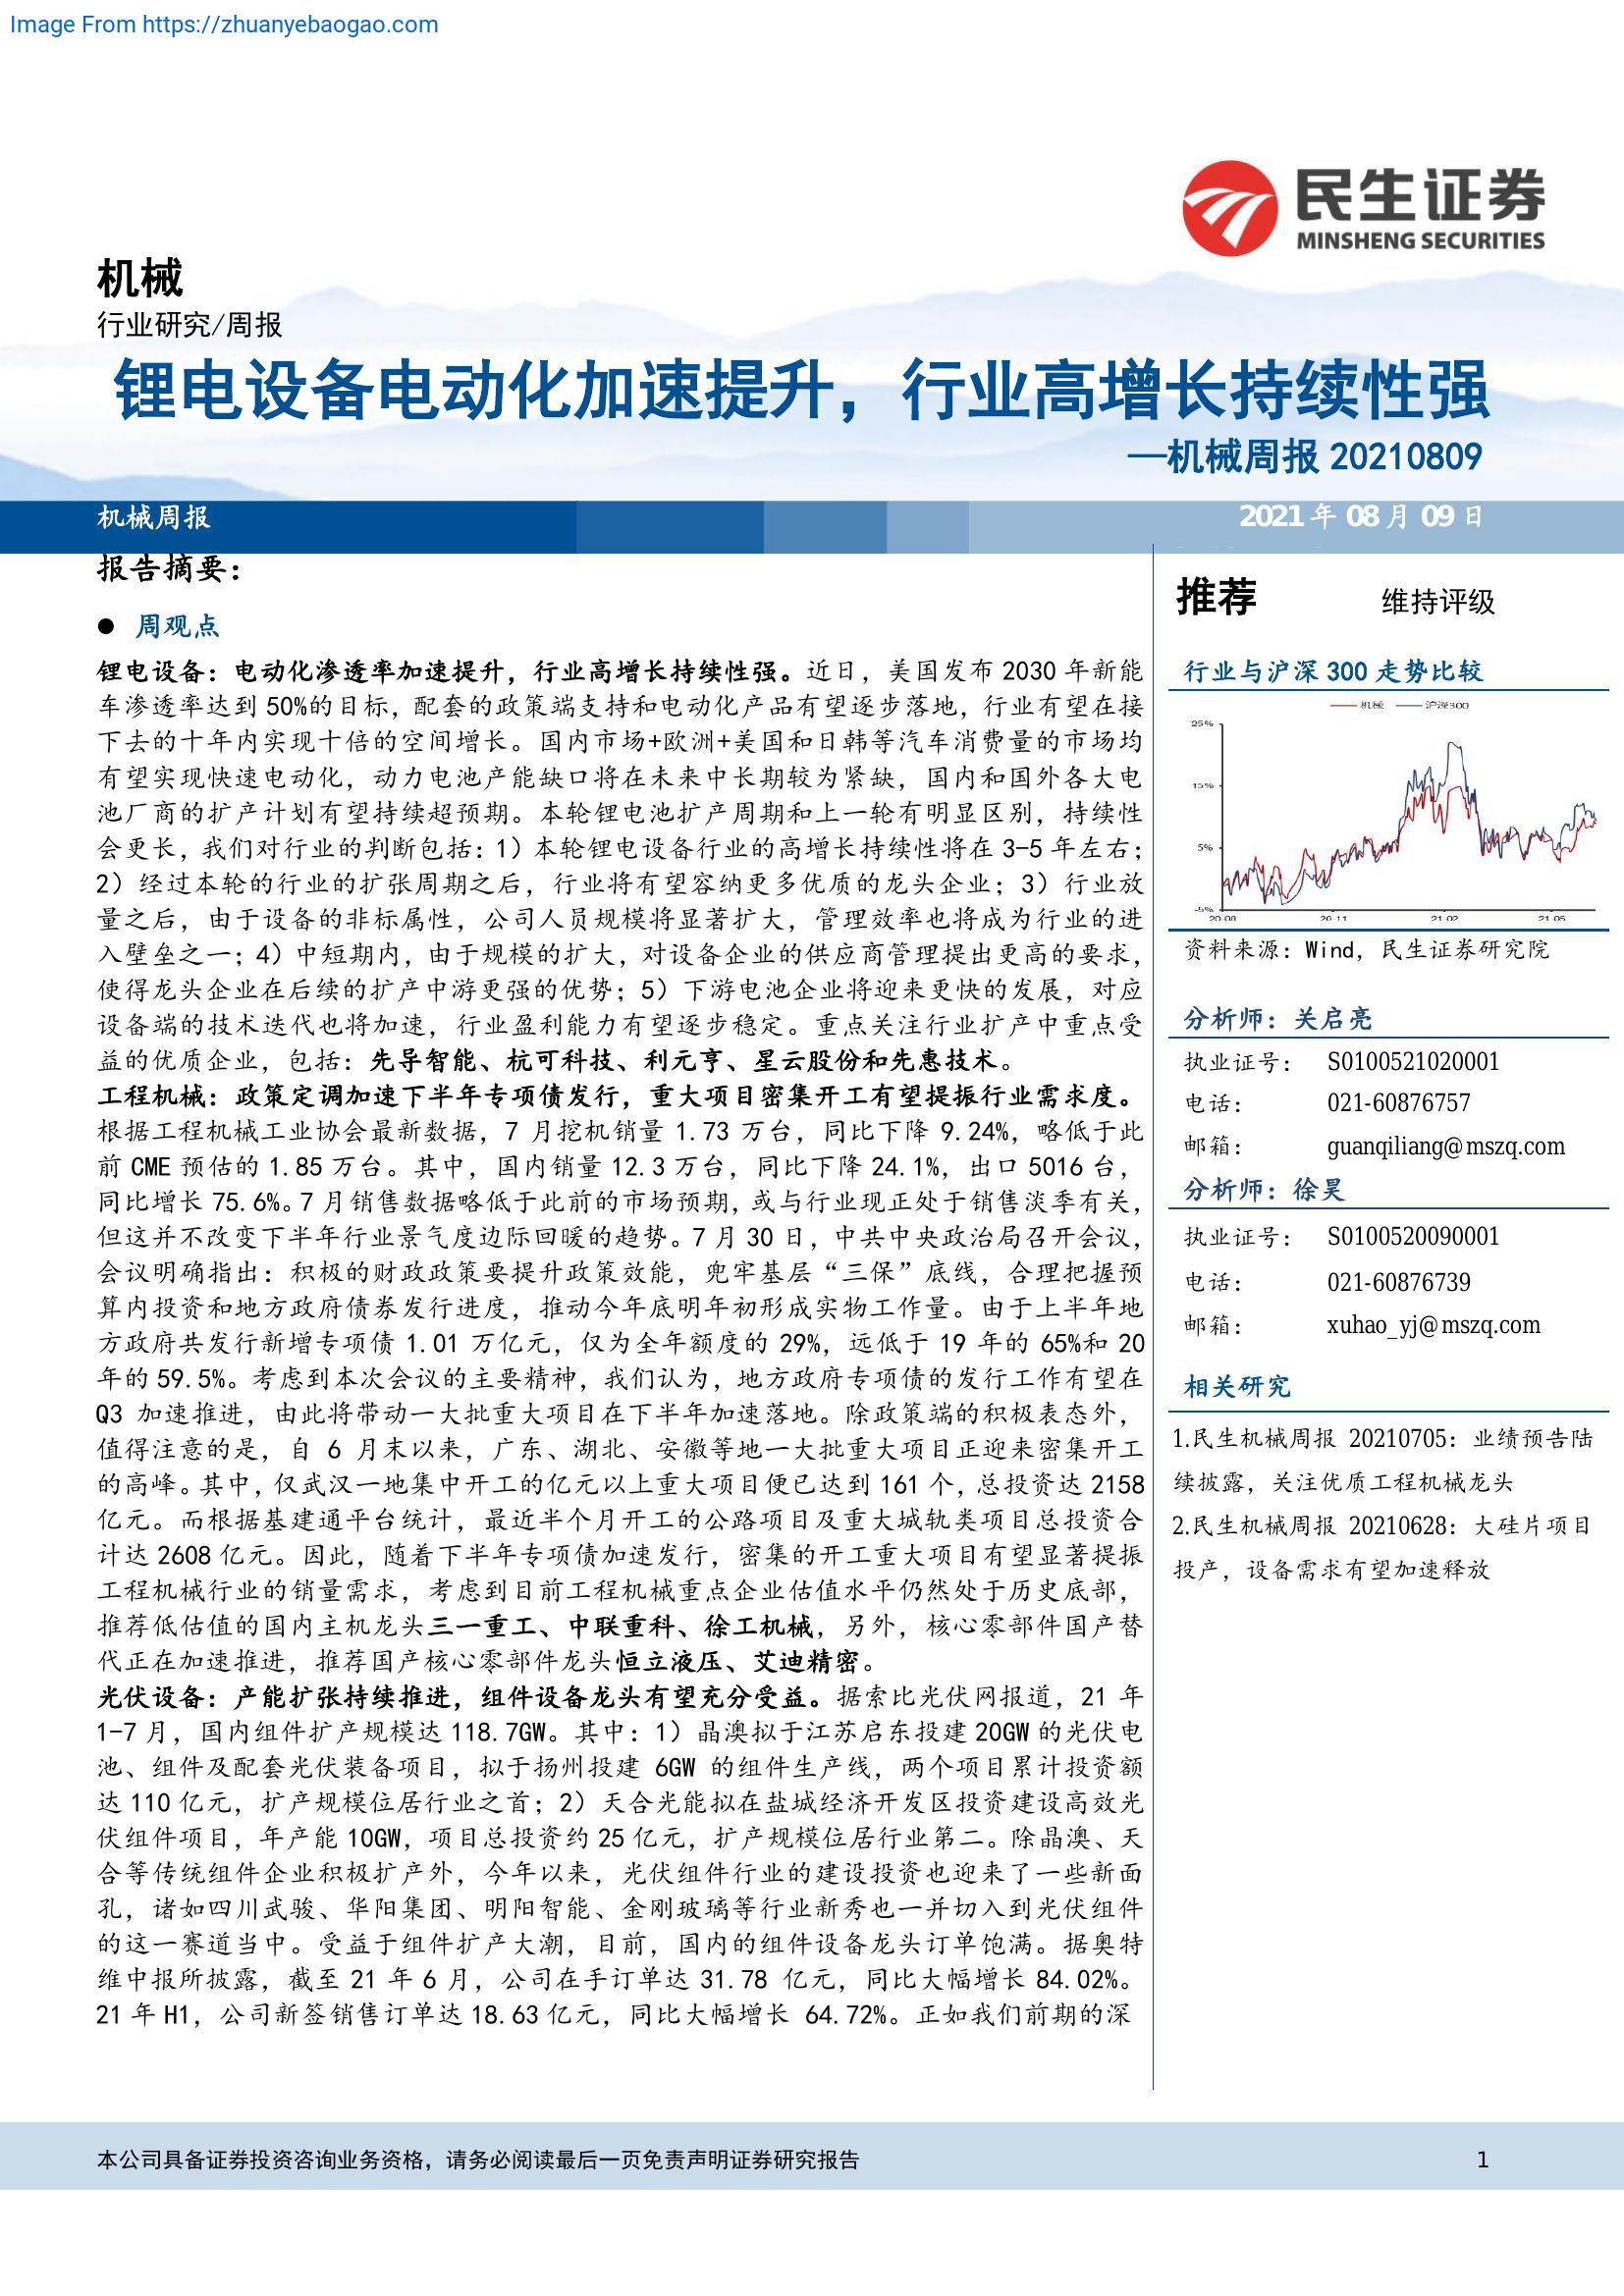 Image From https://zhuanyebaogao.com
民生证券
MINSHENG SECURITIES
机械
行业研究/周报
锂电设备电动化加速提升，行业高增长持续性强
—机械周报 20210809
机械周报
2021 年 08 月 09 日
报告摘要：
● 周观点
锂电设备：电动化渗透率加速提升，行业高增长持续性强。近日，美国发布 2030 年新能
车渗透率达到 50%的目标，配套的政策端支持和电动化产品有望逐步落地，行业有望在接
下去的十年内实现十倍的空间增长。国内市场+欧洲+美国和日韩等汽车消费量的市场均
有望实现快速电动化，动力电池产能缺口将在未来中长期较为紧缺，国内和国外各大电
池厂商的扩产计划有望持续超预期。本轮锂电池扩产周期和上一轮有明显区别，持续性
会更长，我们对行业的判断包括：1）本轮锂电设备行业的高增长持续性将在 3-5 年左右；
2）经过本轮的行业的扩张周期之后，行业将有望容纳更多优质的龙头企业；3）行业放
量之后，由于设备的非标属性，公司人员规模将显著扩大，管理效率也将成为行业的进
入壁垒之一；4）中短期内，由于规模的扩大，对设备企业的供应商管理提出更高的要求，
使得龙头企业在后续的扩产中游更强的优势；5）下游电池企业将迎来更快的发展，对应
设备端的技术迭代也将加速，行业盈利能力有望逐步稳定。重点关注行业扩产中重点受
益的优质企业，包括：先导智能、杭可科技、利元亨、星云股份和先惠技术。
工程机械：政策定调加速下半年专项债发行，重大项目密集开工有望提振行业需求度。
根据工程机械工业协会最新数据，7 月挖机销量 1.73 万台，同比下降 9.24%，略低于此
前 CME 预估的 1.85 万台。其中，国内销量 12.3 万台，同比下降 24.1%，出口 5016 台，
同比增长 75.6%。7 月销售数据略低于此前的市场预期，或与行业现正处于销售淡季有关，
但这并不改变下半年行业景气度边际回暖的趋势。7 月 30 日，中共中央政治局召开会议，
会议明确指出：积极的财政政策要提升政策效能，兜牢基层“三保”底线，合理把握预
算内投资和地方政府债券发行进度，推动今年底明年初形成实物工作量。由于上半年地
方政府共发行新增专项债 1.01 万亿元，仅为全年额度的 29%，远低于 19 年的 65%和 20
年的 59.5%。考虑到本次会议的主要精神，我们认为，地方政府专项债的发行工作有望在
Q3 加速推进，由此将带动一大批重大项目在下半年加速落地。除政策端的积极表态外，
值得注意的是，自 6 月末以来，广东、湖北、安徽等地一大批重大项目正迎来密集开工
的高峰。其中，仅武汉一地集中开工的亿元以上重大项目便已达到 161 个，总投资达 2158
亿元。而根据基建通平台统计，最近半个月开工的公路项目及重大城轨类项目总投资合
计达 2608 亿元。因此，随着下半年专项债加速发行，密集的开工重大项目有望显著提振
工程机械行业的销量需求，考虑到目前工程机械重点企业估值水平仍然处于历史底部，
推荐低估值的国内主机龙头三一重工、中联重科、徐工机械，另外，核心零部件国产替
代正在加速推进，推荐国产核心零部件龙头恒立液压、艾迪精密。
光伏设备：产能扩张持续推进，组件设备龙头有望充分受益。据索比光伏网报道，21 年
1-7 月，国内组件扩产规模达 118.7GW。其中：1）晶澳拟于江苏启东投建 20GW 的光伏电
池、组件及配套光伏装备项目，拟于扬州投建 6GW 的组件生产线，两个项目累计投资额
达 110 亿元，扩产规模位居行业之首；2）天合光能拟在盐城经济开发区投资建设高效光
伏组件项目，年产能 10GW，项目总投资约 25 亿元，扩产规模位居行业第二。除晶澳、天
合等传统组件企业积极扩产外，今年以来，光伏组件行业的建设投资也迎来了一些新面
孔，诸如四川武骏、华阳集团、明阳智能、金刚玻璃等行业新秀也一并切入到光伏组件
的这一赛道当中。受益于组件扩产大潮，目前，国内的组件设备龙头订单饱满。据奥特
维中报所披露，截至 21 年 6 月，公司在手订单达 31.78 亿元，同比大幅增长 84.02%。
21 年 H1，公司新签销售订单达 18.63 亿元，同比大幅增长 64.72%。正如我们前期的深
推荐 维持评级
行业与沪深 300 走势比较
机械 沪深300
25%
15%
5%
-5%
20-08 20-11 21-02 21-05
资料来源：Wind，民生证券研究院
分析师：关启亮
执业证号： S0100521020001
电话： 021-60876757
邮箱： guanqiliang@mszq.com
分析师：徐昊
执业证号： S0100520090001
电话： 021-60876739
邮箱： xuhao_yj@mszq.com
相关研究
1.民生机械周报 20210705：业绩预告陆
续披露，关注优质工程机械龙头
2.民生机械周报 20210628：大硅片项目
投产，设备需求有望加速释放
本公司具备证券投资咨询业务资格，请务必阅读最后一页免责声明证券研究报告 1